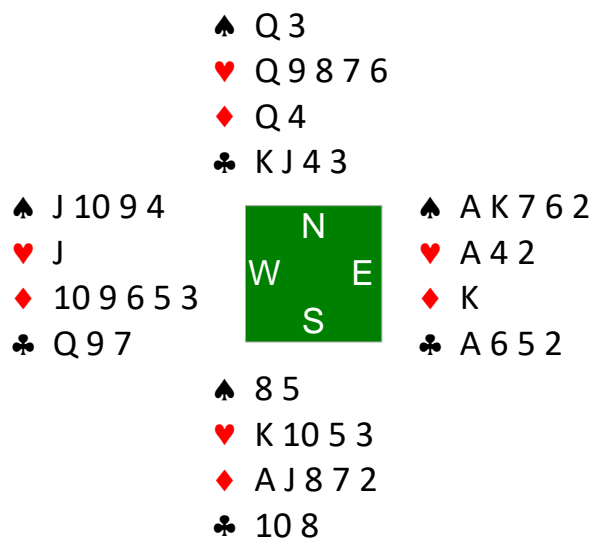 ♠ Q 3
♥ Q 9 8 7 6
♦ Q 4
♣ K J 4 3
♠ J 10 9 4
♥ J
♦ 10 9 6 5 3
♣ Q 9 7
N
W E
S
♠ A K 7 6 2
♥ A 4 2
♦ K
♣ A 6 5 2
♠ 8 5
♥ K 10 5 3
♦ A J 8 7 2
♣ 10 8